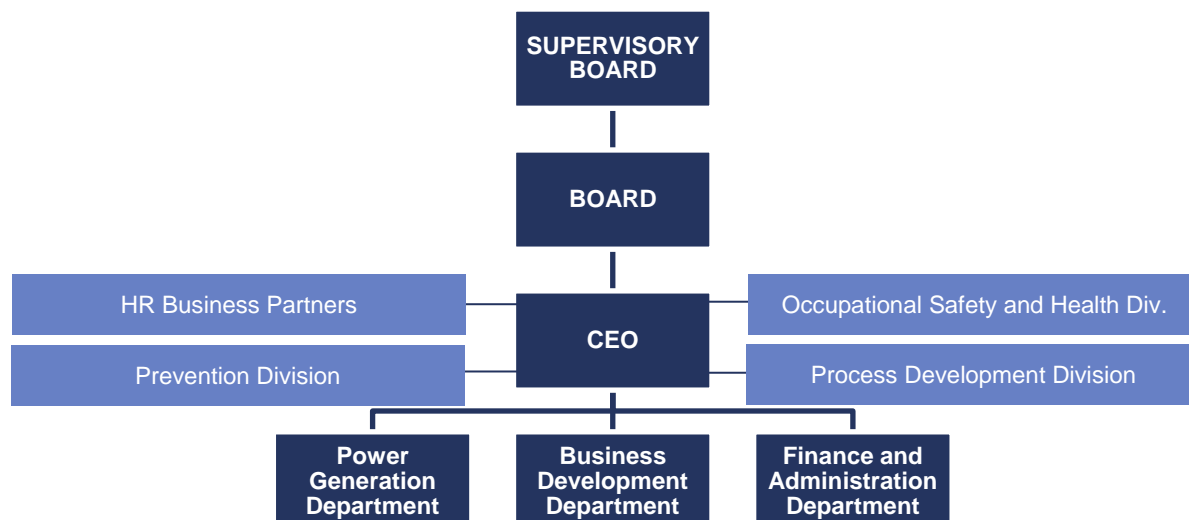 SUPERVISORY
BOARD
BOARD
HR Business Partners
Occupational Safety and Health Div.
CEO
Prevention Division
Process Development Division
Power
Generation
Department
Business
Development
Department
Finance and
Administration
Department